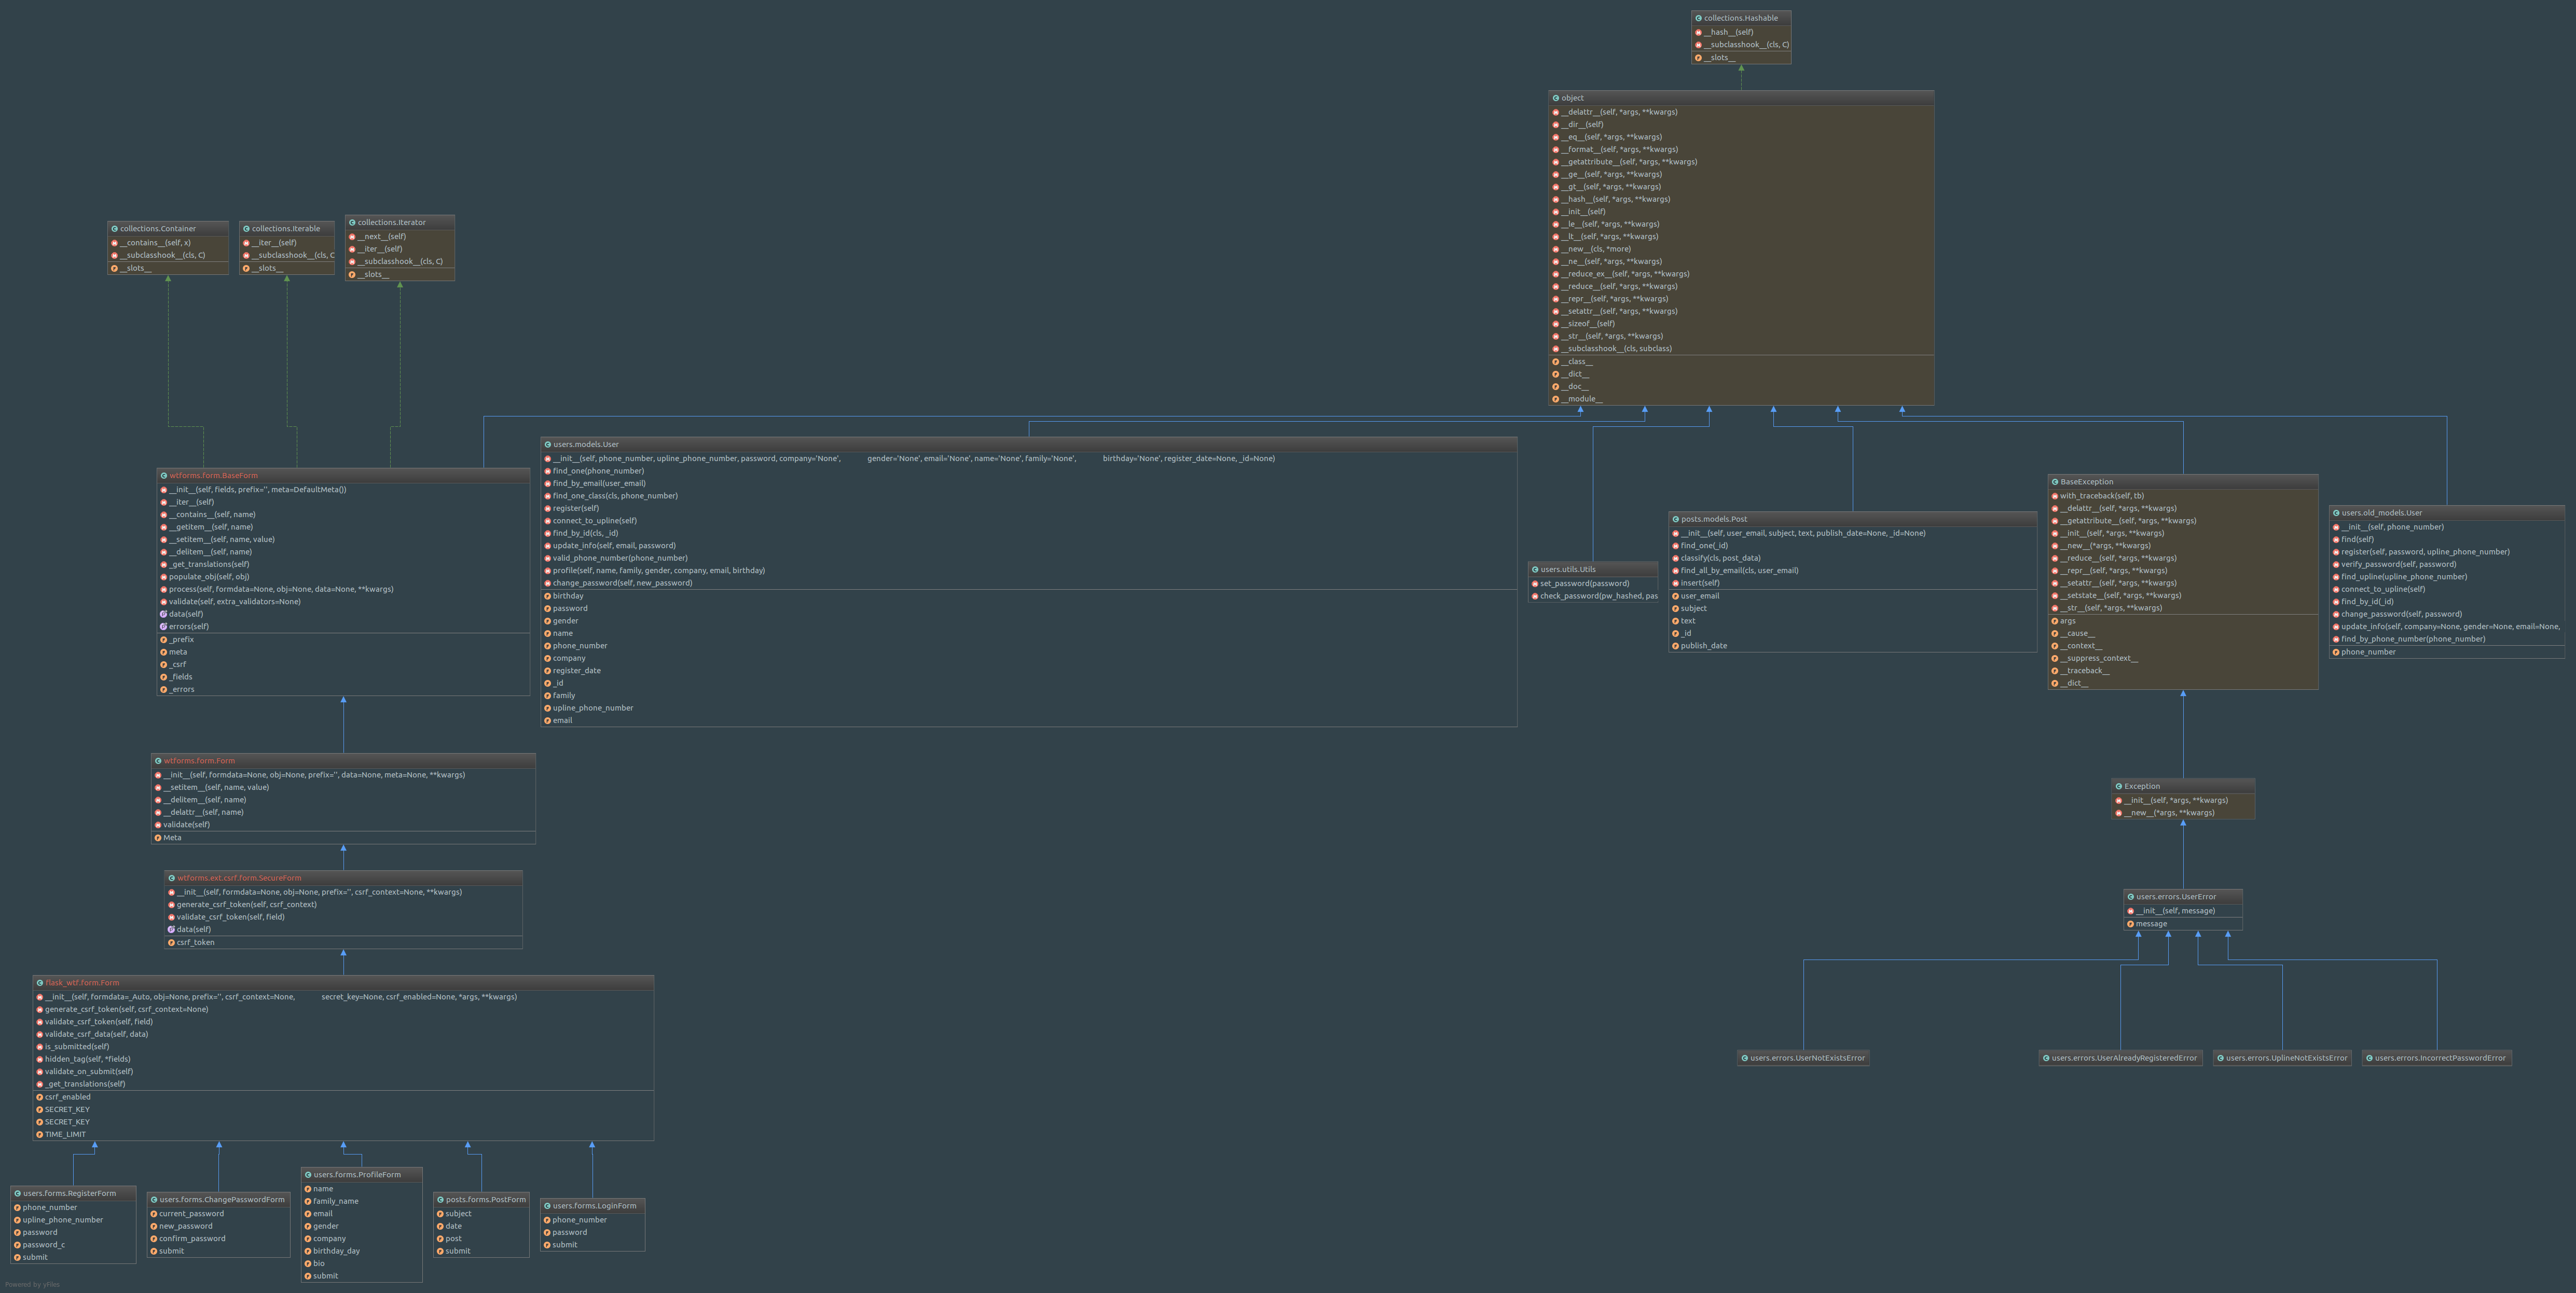 collections.Hashable
__hash__(self)
__subclasshook__(cls, C)
__slots__
object
__delattr__(self, *args, **kwargs)
__dir__(self)
__eq__(self, *args, **kwargs)
__format__(self, *args, **kwargs)
__getattribute__(self, *args, **kwargs)
__ge__(self, *args, **kwargs)
__gt__(self, *args, **kwargs)
__hash__(self, *args, **kwargs)
__init__(self)
__le__(self, *args, **kwargs)
__lt__(self, *args, **kwargs)
__new__(cls, *more)
__ne__(self, *args, **kwargs)
__reduce_ex__(self, *args, **kwargs)
__reduce__(self, *args, **kwargs)
__repr__(self, *args, **kwargs)
__setattr__(self, *args, **kwargs)
__sizeof__(self)
__str__(self, *args, **kwargs)
__subclasshook__(cls, subclass)
__class__
__dict__
__doc__
__module__
collections.Container
__contains__(self, x)
__subclasshook__(cls, C)
__slots__
collections.Iterable
__iter__(self)
__subclasshook__(cls, C
__slots__
collections.Iterator
__next__(self)
__iter__(self)
__subclasshook__(cls, C)
__slots__
wtforms.form.BaseForm
__init__(self, fields, prefix='', meta=DefaultMeta())
__iter__(self)
__contains__(self, name)
__getitem__(self, name)
__setitem__(self, name, value)
__delitem__(self, name)
_get_translations(self)
populate_obj(self, obj)
process(self, formdata=None, obj=None, data=None, **kwargs)
validate(self, extra_validators=None)
data(self)
errors(self)
_prefix
meta
_csrf
_fields
_errors
users.models.User
__init__(self, phone_number, upline_phone_number, password, company='None', gender='None', email='None', name='None', family='None', birthday='None', register_date=None, _id=None)
find_one(phone_number)
find_by_email(user_email)
find_one_class(cls, phone_number)
register(self)
connect_to_upline(self)
find_by_id(cls, _id)
update_info(self, email, password)
valid_phone_number(phone_number)
profile(self, name, family, gender, company, email, birthday)
change_password(self, new_password)
birthday
password
gender
name
phone_number
company
register_date
_id
family
upline_phone_number
email
users.utils.Utils
set_password(password)
check_password(pw_hashed, pas
posts.models.Post
__init__(self, user_email, subject, text, publish_date=None, _id=None)
find_one(_id)
classify(cls, post_data)
find_all_by_email(cls, user_email)
insert(self)
user_email
subject
text
_id
publish_date
BaseException
with_traceback(self, tb)
__delattr__(self, *args, **kwargs)
__getattribute__(self, *args, **kwargs)
__init__(self, *args, **kwargs)
__new__(*args, **kwargs)
__reduce__(self, *args, **kwargs)
__repr__(self, *args, **kwargs)
__setattr__(self, *args, **kwargs)
__setstate__(self, *args, **kwargs)
__str__(self, *args, **kwargs)
args
__cause__
__context__
__suppress_context__
__traceback__
__dict__
users.old_models.User
__init__(self, phone_number)
find(self)
register(self, password, upline_phone_number)
verify_password(self, password)
find_upline(upline_phone_number)
connect_to_upline(self)
find_by_id(_id)
change_password(self, password)
update_info(self, company=None, gender=None, email=None,
find_by_phone_number(phone_number)
phone_number
wtforms.form.Form
__init__(self, formdata=None, obj=None, prefix='', data=None, meta=None, **kwargs)
__setitem__(self, name, value)
__delitem__(self, name)
__delattr__(self, name)
validate(self)
Meta
Exception
__init__(self, *args, **kwargs)
__new__(*args, **kwargs)
wtforms.ext.csrf.form.SecureForm
__init__(self, formdata=None, obj=None, prefix='', csrf_context=None, **kwargs)
generate_csrf_token(self, csrf_context)
validate_csrf_token(self, field)
data(self)
csrf_token
users.errors.UserError
__init__(self, message)
message
flask_wtf.form.Form
__init__(self, formdata=_Auto, obj=None, prefix='', csrf_context=None, secret_key=None, csrf_enabled=None, *args, **kwargs)
generate_csrf_token(self, csrf_context=None)
validate_csrf_token(self, field)
validate_csrf_data(self, data)
is_submitted(self)
hidden_tag(self, *fields)
validate_on_submit(self)
_get_translations(self)
csrf_enabled
SECRET_KEY
SECRET_KEY
TIME_LIMIT
users.errors.UserNotExistsError
users.errors.UserAlreadyRegisteredError
users.errors.UplineNotExistsError
users.errors.IncorrectPasswordError
users.forms.RegisterForm
phone_number
upline_phone_number
password
password_c
submit
users.forms.ChangePasswordForm
current_password
new_password
confirm_password
submit
users.forms.ProfileForm
name
family_name
email
gender
company
birthday_day
bio
submit
posts.forms.PostForm
subject
date
post
submit
users.forms.LoginForm
phone_number
password
submit
Powered by yFiles